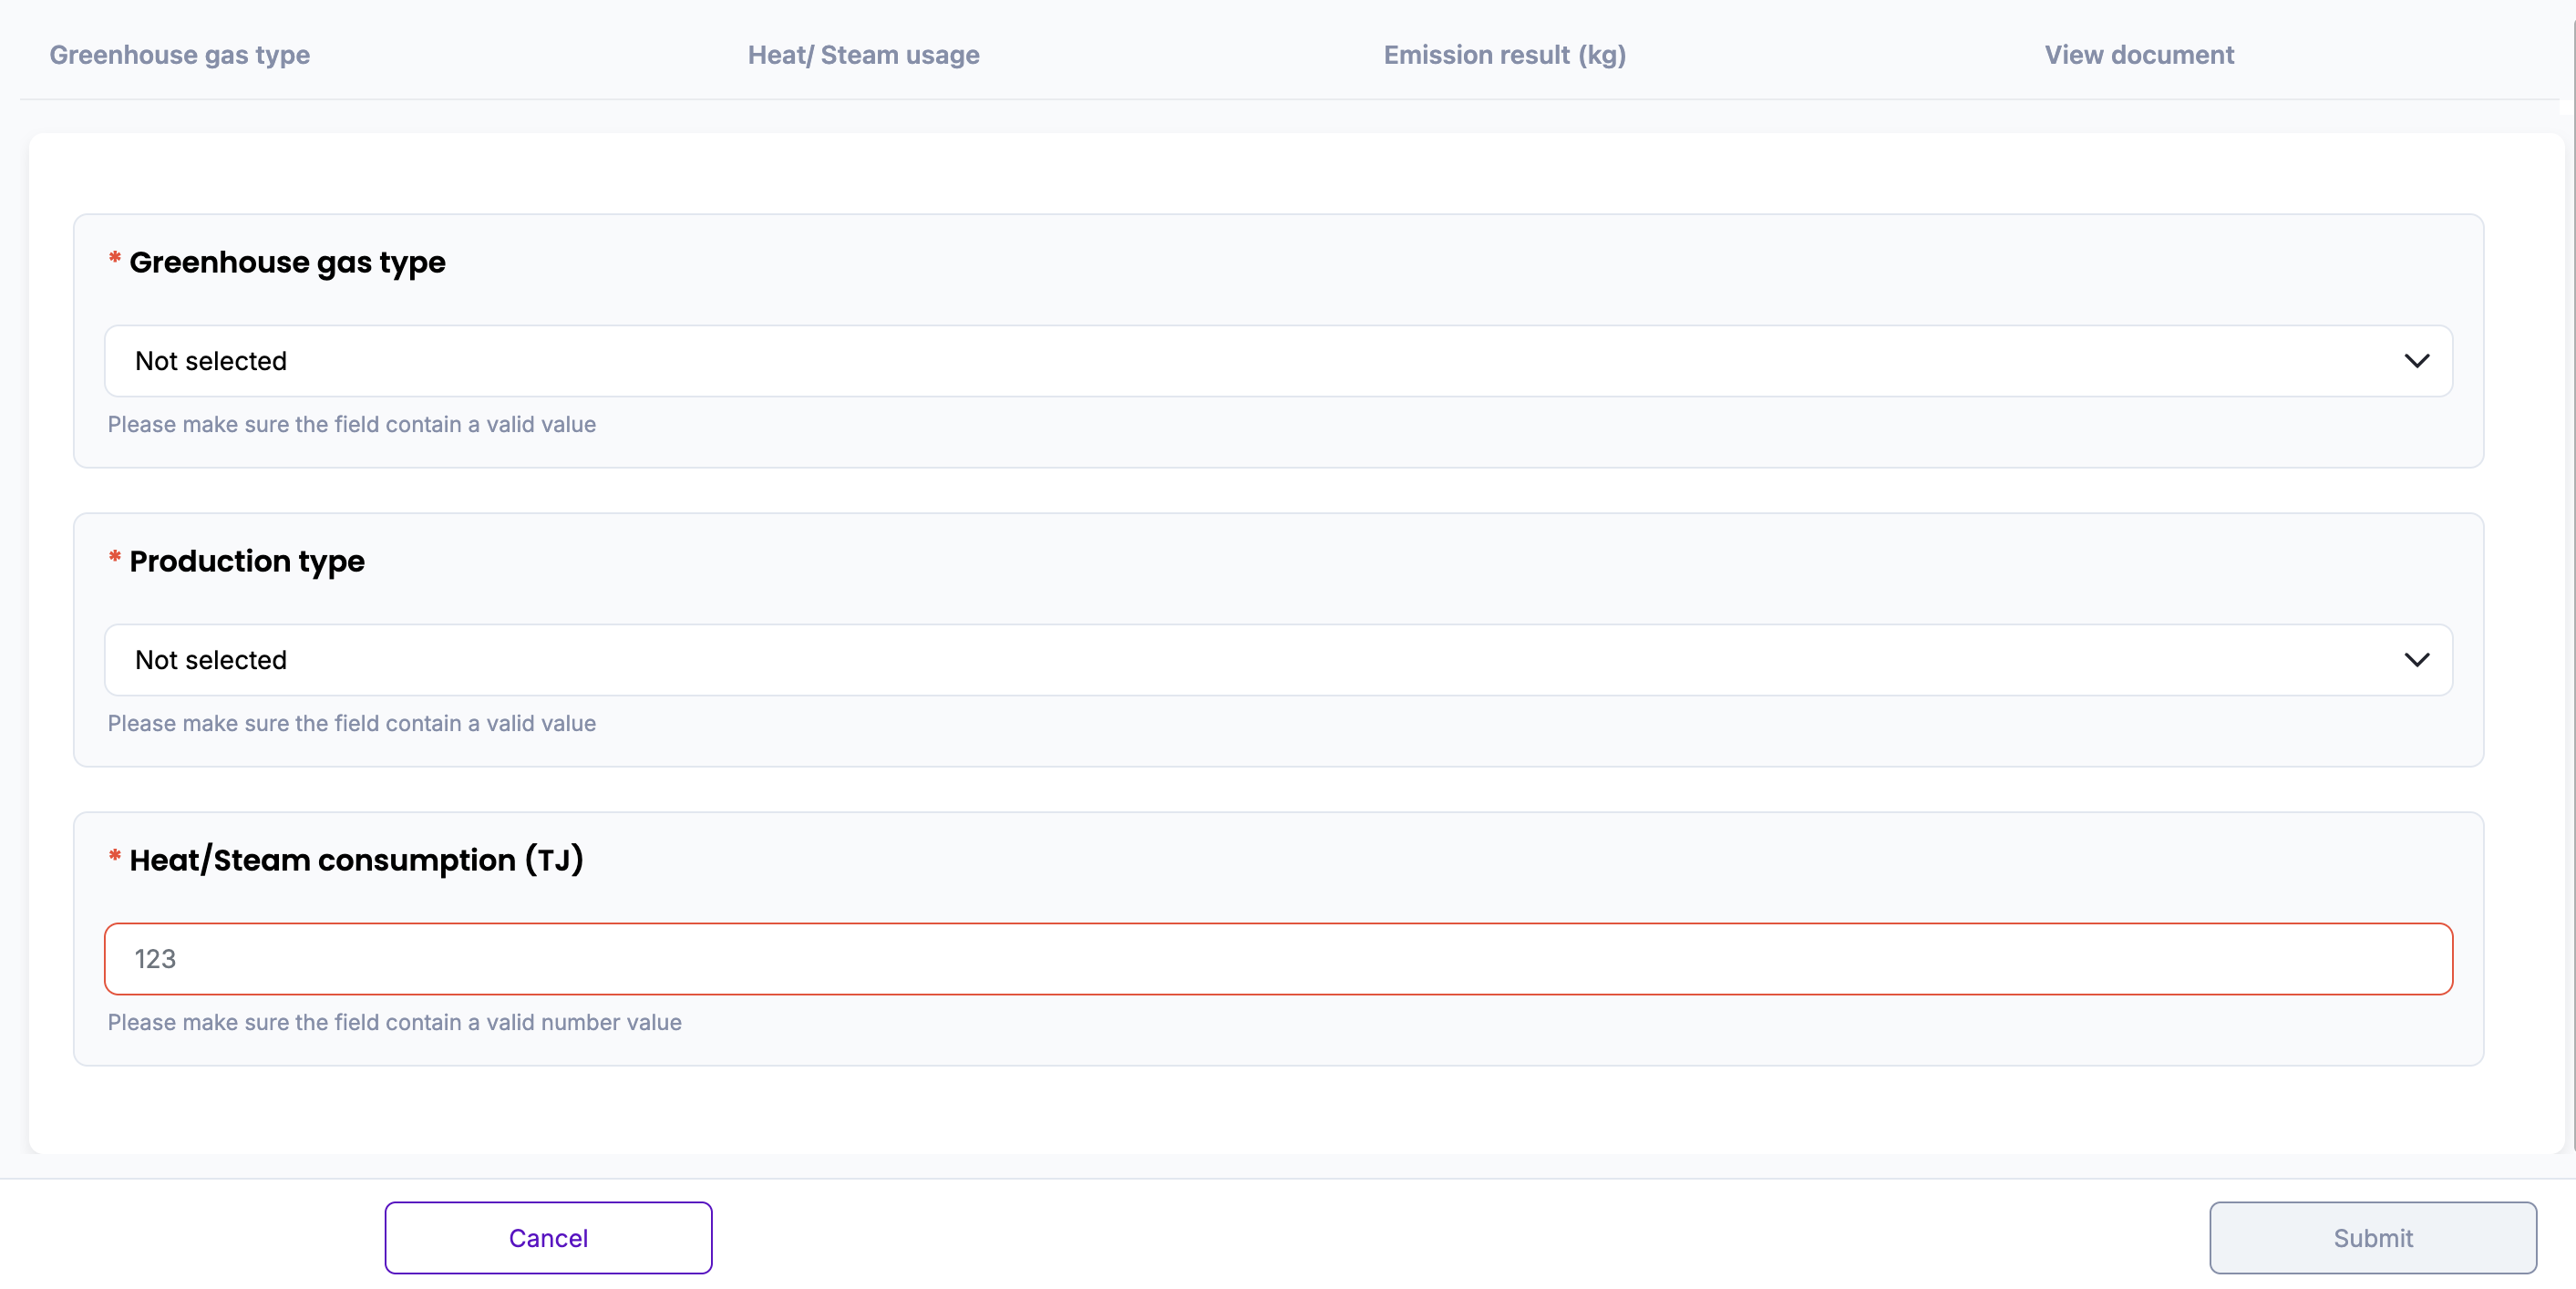 Greenhouse gas type Heat/ Steam usage Emission result (kg) View document
* Greenhouse gas type
Not selected
Please make sure the field contain a valid value
* Production type
Not selected
Please make sure the field contain a valid value
* Heat/Steam consumption (TJ)
123
Please make sure the field contain a valid number value
Cancel Submit